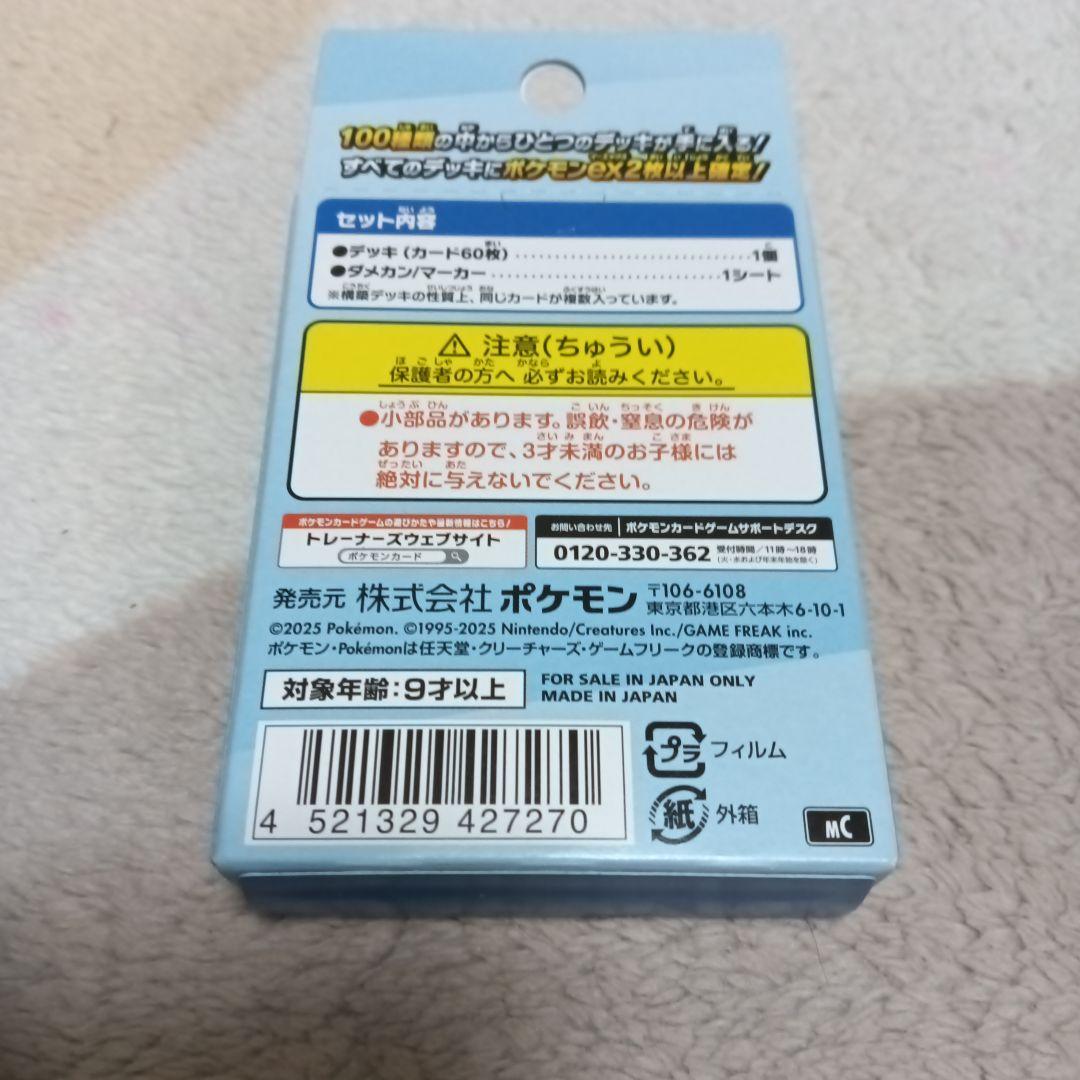 100種類の中からひとつのデッキが手に入る!
すべてのデッキにポケモンex2枚以上確定!
セット内容
●デッキ(カード60枚)……………………1個
●ダメカン/マーカー……………………1シート
※構築デッキの性質上、同じカードが複数入っています。
⚠ 注意(ちゅうい)
保護者の方へ 必ずお読みください。
●小部品があります。誤飲・窒息の危険が
ありますので、3才未満のお子様には
絶対に与えないでください。
ポケモンカードゲームの遊びかたや最新情報はこちら!
トレーナーズウェブサイト
ポケモンカード
お問い合わせ先 ポケモンカードゲームサポートデスク
0120-330-362 受付時間/11時~18時
(火・水および年末年始を除く)
発売元 株式会社 ポケモン 〒106-6108
東京都港区六本木6-10-1
©2025 Pokémon. ©1995-2025 Nintendo/Creatures Inc./GAME FREAK inc.
ポケモン・Pokémonは任天堂・クリーチャーズ・ゲームフリークの登録商標です。
対象年齢:9才以上
FOR SALE IN JAPAN ONLY
MADE IN JAPAN
4 521329 427270
プラ フィルム
紙 外箱
MC